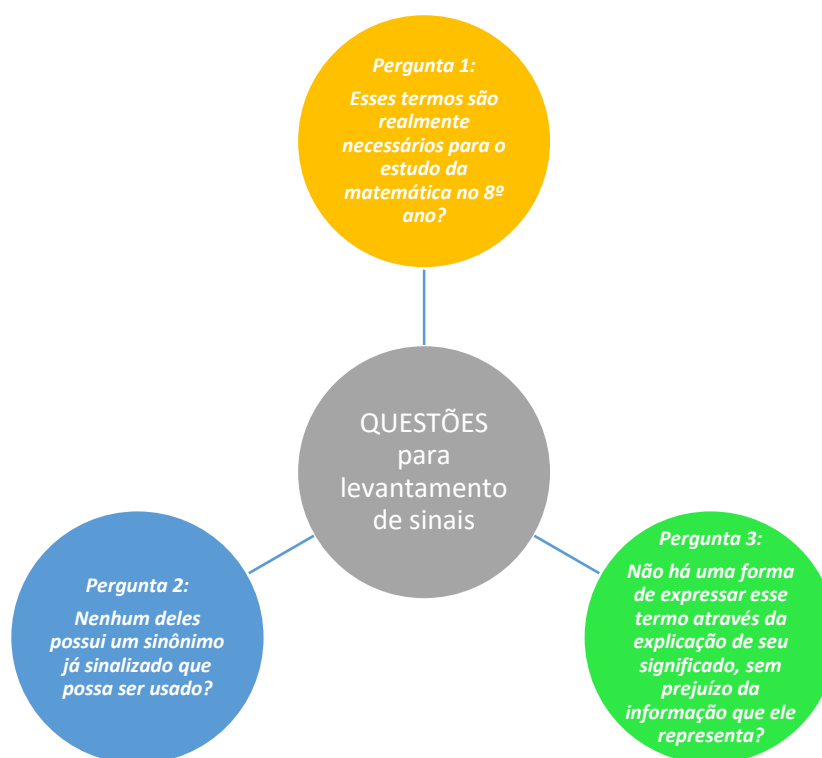 Pergunta 1:
Esses termos são
realmente
necessários para o
estudo da
matemática no 8º
ano?
QUESTÕES
para
levantamento
de sinais
Pergunta 2:
Nenhum deles
possui um sinônimo
já sinalizado que
possa ser usado?
Pergunta 3:
Não há uma forma
de expressar esse
termo através da
explicação de seu
significado, sem
prejuízo da
informação que ele
representa?